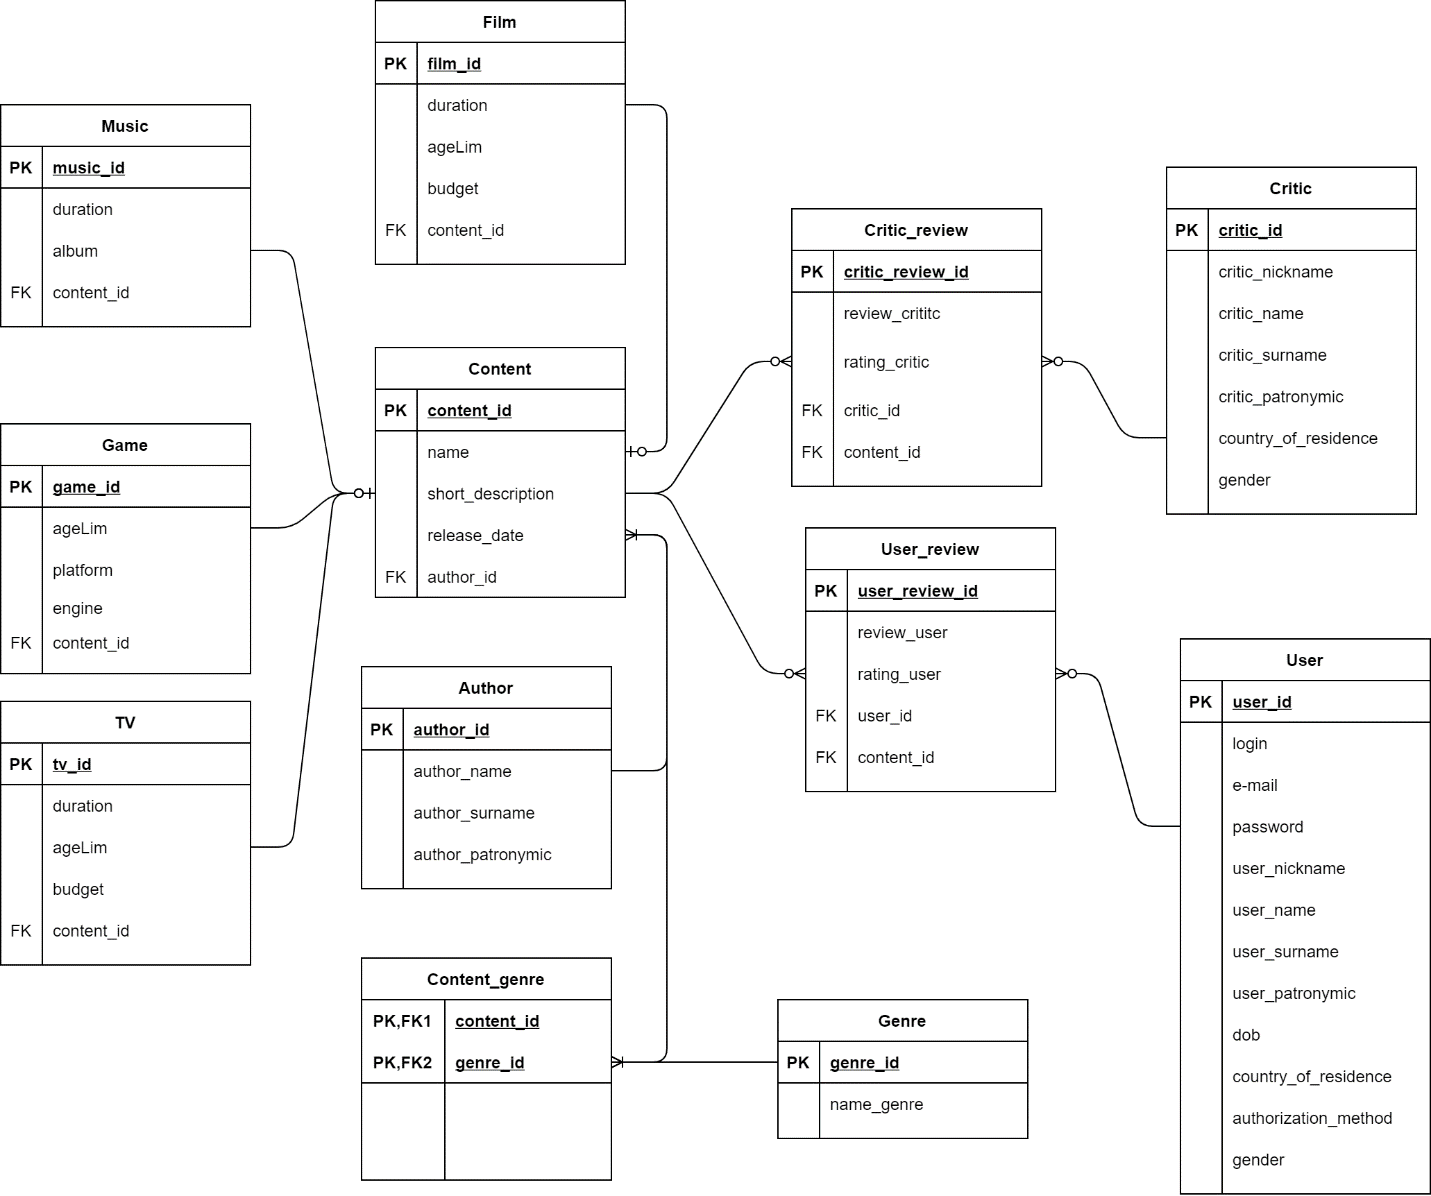 Film
PK film_id
duration
ageLim
budget
FK content_id
Music
PK music_id
duration
album
FK content_id
Game
PK game_id
ageLim
platform
engine
FK content_id
TV
PK tv_id
duration
ageLim
budget
FK content_id
Content
PK content_id
name
short_description
release_date
FK author_id
Author
PK author_id
author_name
author_surname
author_patronymic
Content_genre
PK,FK1 content_id
PK,FK2 genre_id
Genre
PK genre_id
name_genre
Critic_review
PK critic_review_id
review_crititc
rating_critic
FK critic_id
FK content_id
User_review
PK user_review_id
review_user
rating_user
FK user_id
FK content_id
Critic
PK critic_id
critic_nickname
critic_name
critic_surname
critic_patronymic
country_of_residence
gender
User
PK user_id
login
e-mail
password
user_nickname
user_name
user_surname
user_patronymic
dob
country_of_residence
authorization_method
gender